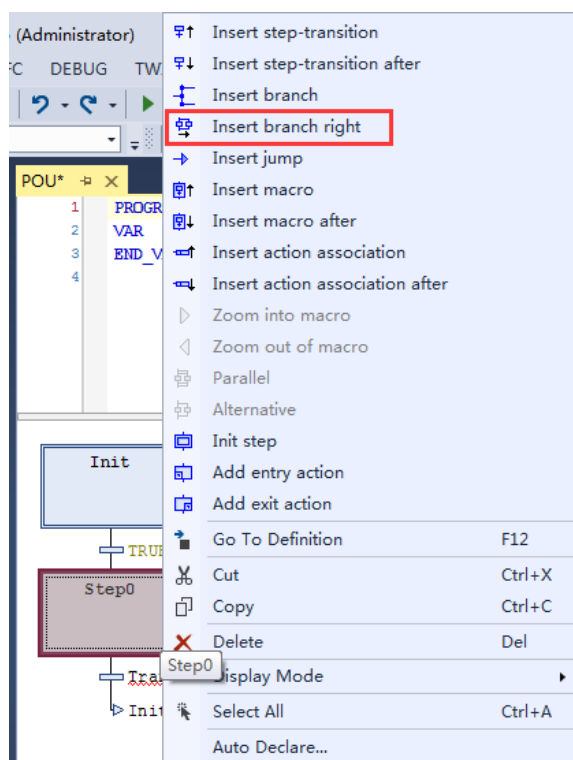 (Administrator)
FC DEBUG TW
POU*
1 PROGR
2 VAR
3 END_V
4
Init
TRUE
Step0
Tra
Init
Insert step-transition
Insert step-transition after
Insert branch
Insert branch right
Insert jump
Insert macro
Insert macro after
Insert action association
Insert action association after
Zoom into macro
Zoom out of macro
Parallel
Alternative
Init step
Add entry action
Add exit action
Go To Definition F12
Cut Ctrl+X
Copy Ctrl+C
Delete Del
Step0
Display Mode
Select All Ctrl+A
Auto Declare...